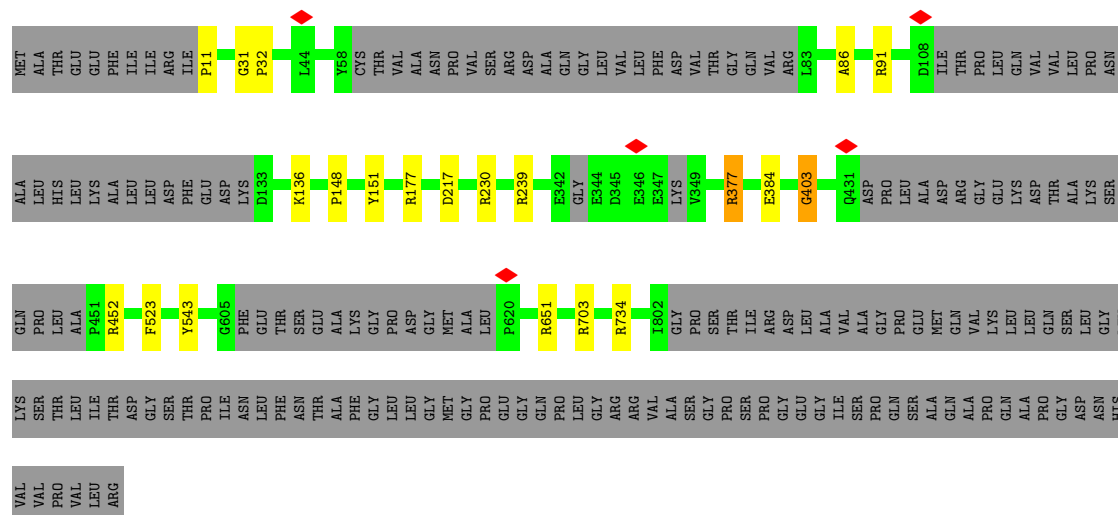 MET ALA THR GLU GLU PHE ILE ILE ARG ILE P11 G31 P32 L44 Y58 CYS THR VAL ALA ASN PRO VAL SER ARG ASP ALA GLN GLY LEU VAL LEU PHE ASP VAL THR GLY GLN VAL ARG L83 A86 R91 D108 ILE THR PRO LEU GLN VAL VAL LEU PRO ASN
ALA LEU HIS LEU LYS ALA LEU LEU ASP PHE GLU ASP LYS D133 K136 P148 Y151 R177 D217 R230 R239 E342 GLY E344 D345 E346 E347 LYS V349 R377 E384 G403 Q431 ASP PRO LEU ALA ASP ARG GLY GLU LYS ASP THR ALA LYS SER
GLN PRO LEU ALA P451 R452 F523 Y543 G605 PHE GLU THR SER GLU ALA LYS GLY PRO ASP GLY MET ALA LEU P620 R651 R703 R734 I802 GLY PRO SER THR ILE ARG ASP LEU ALA VAL ALA GLY PRO GLU MET GLN VAL LYS LEU LEU GLN SER LEU GLY
LYS SER THR LEU ILE THR ASP GLY SER THR PRO ILE ASN LEU PHE ASN THR ALA PHE GLY LEU LEU GLY MET GLY PRO GLU GLY GLN PRO LEU GLY ARG ARG VAL ALA SER GLY PRO SER PRO GLY GLU GLY ILE SER PRO GLN SER ALA GLN ALA PRO GLN ALA PRO GLY ASP ASN HIS
VAL VAL PRO VAL LEU ARG